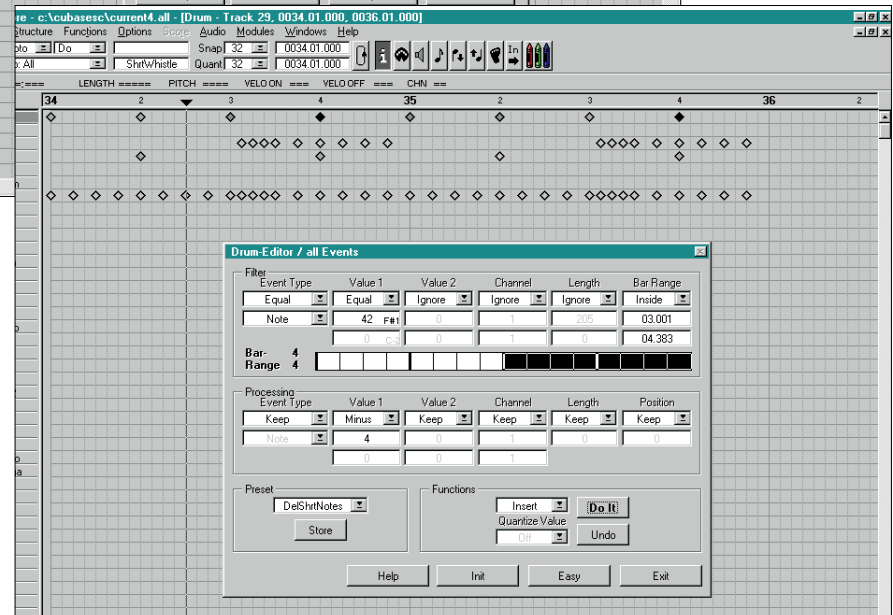 re - c:\cubasesc\current4.all - [Drum - Track 29, 0034.01.000, 0036.01.000]
Structure Functions Options Score Audio Modules Windows Help
oto Do Snap 32 0034.01.000
: All ShrtWhistle Quant 32 0034.01.000 In
=:=== LENGTH ===== PITCH ==== VELO ON === VELO OFF === CHN ==
34 2 3 4 35 2 3 4 36 2
Drum-Editor / all Events
Filter
Event Type Value 1 Value 2 Channel Length Bar Range
Equal Equal Ignore Ignore Ignore Inside
Note 42 F#1 0 1 205 03.001
0 C-2 0 1 0 04.383
Bar- 4
Range 4
Processing
Event Type Value 1 Value 2 Channel Length Position
Keep Minus Keep Keep Keep Keep
Note 4 0 1 0 0
0 0 1
Preset Functions
DelShrtNotes Insert Do It
Quantize Value
Store Off Undo
Help Init Easy Exit